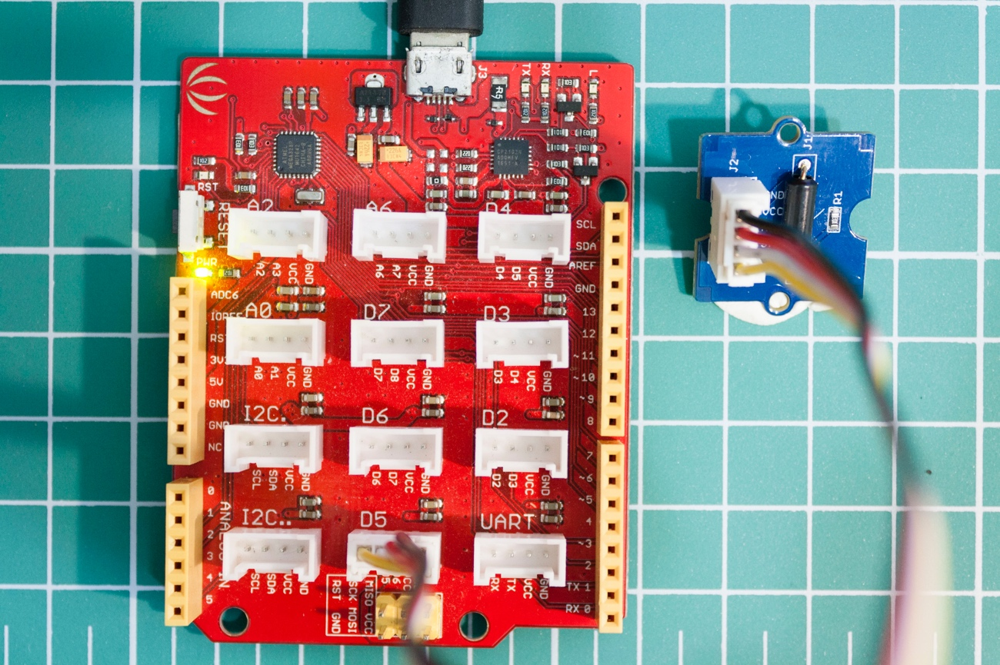 J3
TX
RX
L
R5
RST
RESET
PWR
A2
A6
D4
A2 A3 VCC GND
A6 A7 VCC GND
D4 D5 VCC GND
SCL
SDA
AREF
GND
13
12
~11
~10
~9
8
ADC6
IOREF
GND
GND
5V
NC
A0
D7
D3
A0 A1 VCC GND
D7 D8 VCC GND
D3 D4 VCC GND
I2C.
D6
D2
SCL SDA VCC GND
D6 D7 VCC GND
D2 D3 VCC GND
7
~6
~5
4
~3
2
TX 1
RX 0
0
1
2
3
4
5
ANALOG IN
I2C..
D5
UART
SCL SDA VCC
RX TX VCC GND
MISO VCC
SCK MOSI
RST GND
J2
J1
GND
VCC
R1